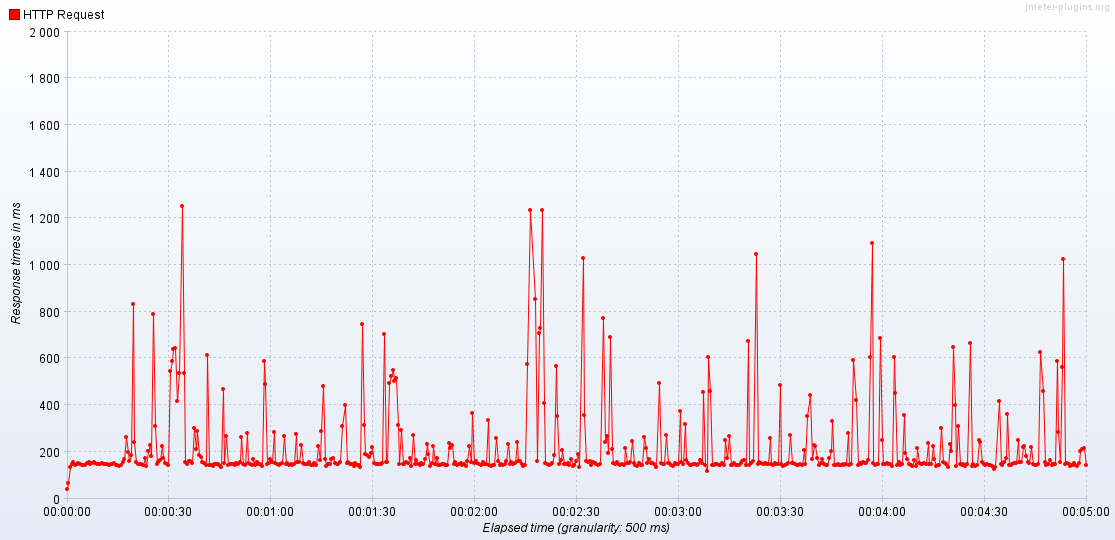 HTTP Request
jmeter-plugins.org
2 000
1 800
1 600
1 400
1 200
1 000
800
600
400
200
0
Response times in ms
00:00:00 00:00:30 00:01:00 00:01:30 00:02:00 00:02:30 00:03:00 00:03:30 00:04:00 00:04:30 00:05:00
Elapsed time (granularity: 500 ms)